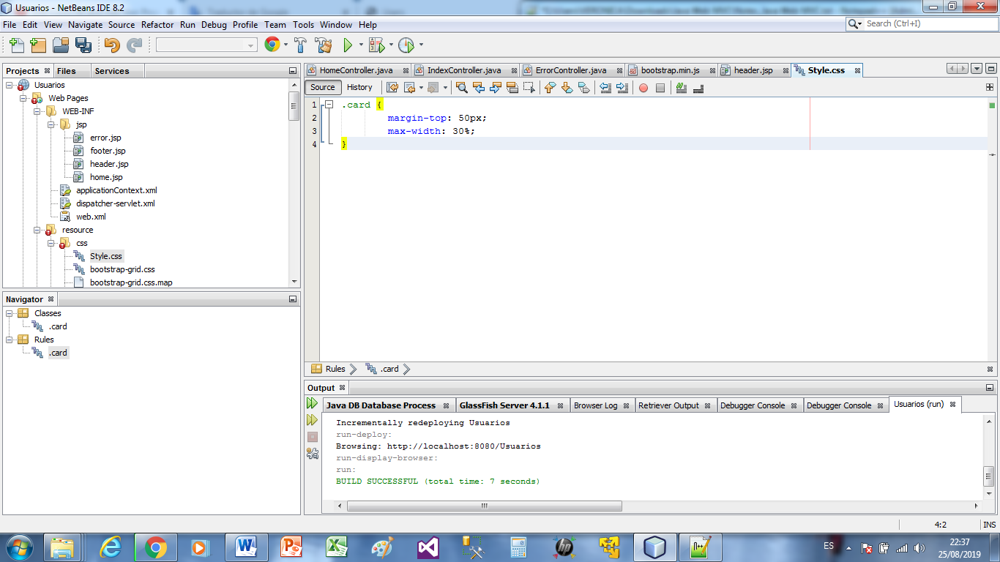 Usuarios - NetBeans IDE 8.2
File Edit View Navigate Source Refactor Run Debug Profile Team Tools Window Help
Search (Ctrl+I)
Projects Files Services
Usuarios
Web Pages
WEB-INF
jsp
error.jsp
footer.jsp
header.jsp
home.jsp
applicationContext.xml
dispatcher-servlet.xml
web.xml
resource
css
Style.css
bootstrap-grid.css
bootstrap-grid.css.map
Navigator
Classes
.card
Rules
.card
HomeController.java IndexController.java ErrorController.java bootstrap.min.js header.jsp Style.css
Source History
1 .card {
2 margin-top: 50px;
3 max-width: 30%;
4 }
Rules .card
Output
Java DB Database Process GlassFish Server 4.1.1 Browser Log Retriever Output Debugger Console Debugger Console Usuarios (run)
Incrementally redeploying Usuarios
run-deploy:
Browsing: http://localhost:8080/Usuarios
run-display-browser:
run:
BUILD SUCCESSFUL (total time: 7 seconds)
4:2 INS
ES
22:37
25/08/2019